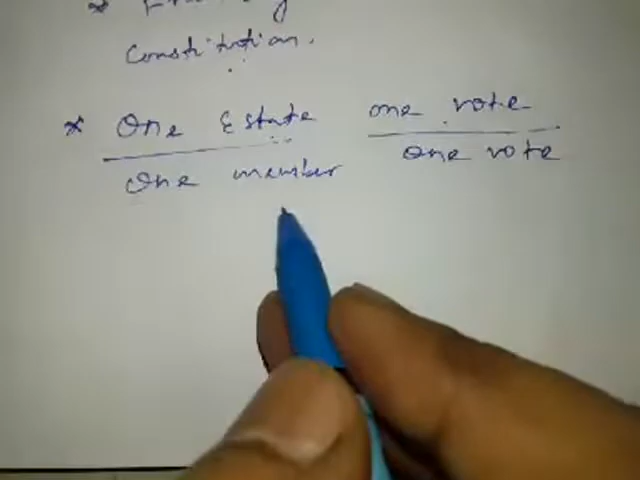 *
Constitution.
* One Estate one vote
One member one vote